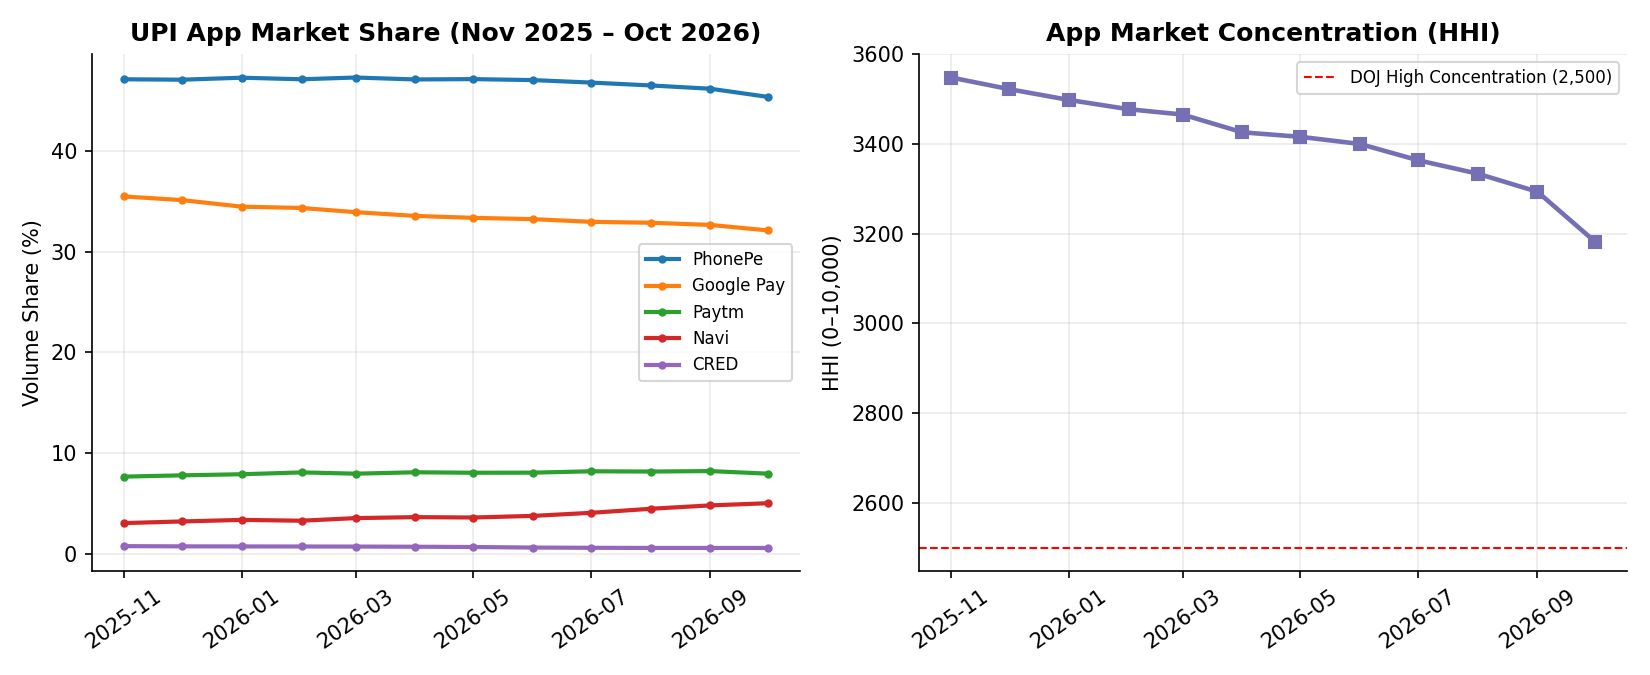 UPI App Market Share (Nov 2025 – Oct 2026)
Volume Share (%)
40
30
20
10
0
PhonePe
Google Pay
Paytm
Navi
CRED
2025-11
2026-01
2026-03
2026-05
2026-07
2026-09
App Market Concentration (HHI)
HHI (0–10,000)
3600
3400
3200
3000
2800
2600
DOJ High Concentration (2,500)
2025-11
2026-01
2026-03
2026-05
2026-07
2026-09